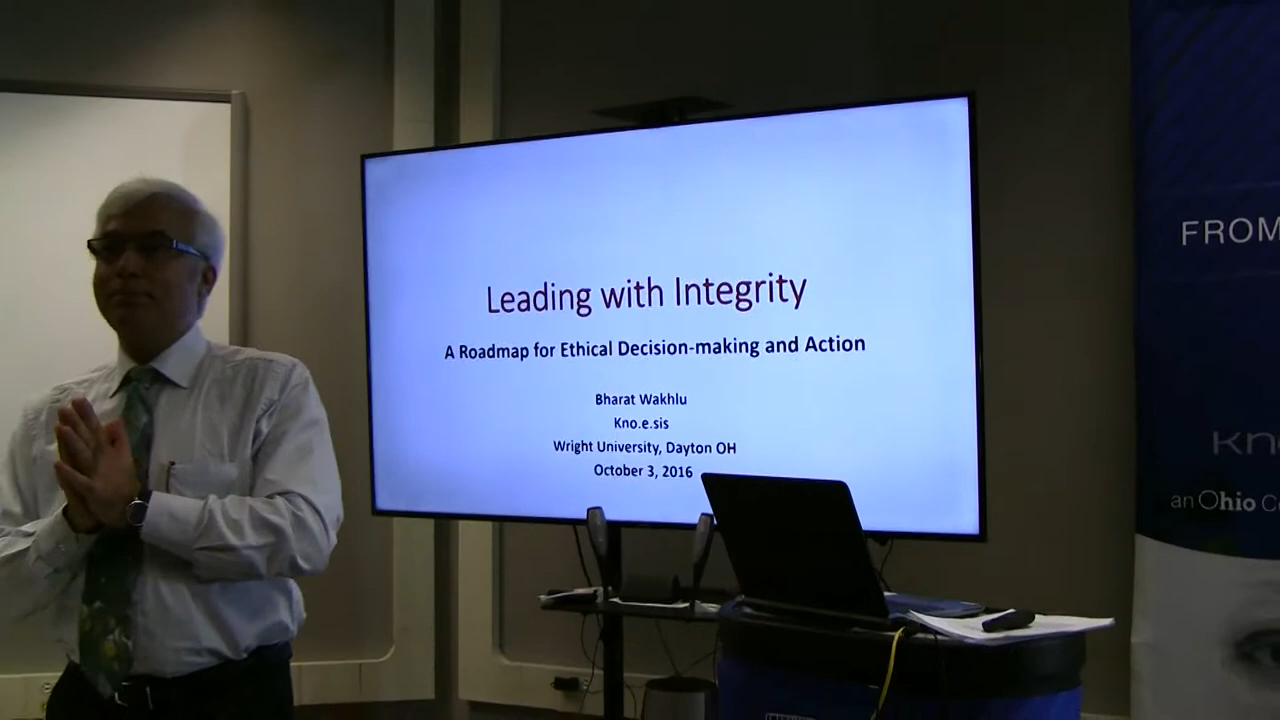 Leading with Integrity
A Roadmap for Ethical Decision-making and Action
Bharat Wakhlu
Kno.e.sis
Wright University, Dayton OH
October 3, 2016
FROM
kn
an Ohio C